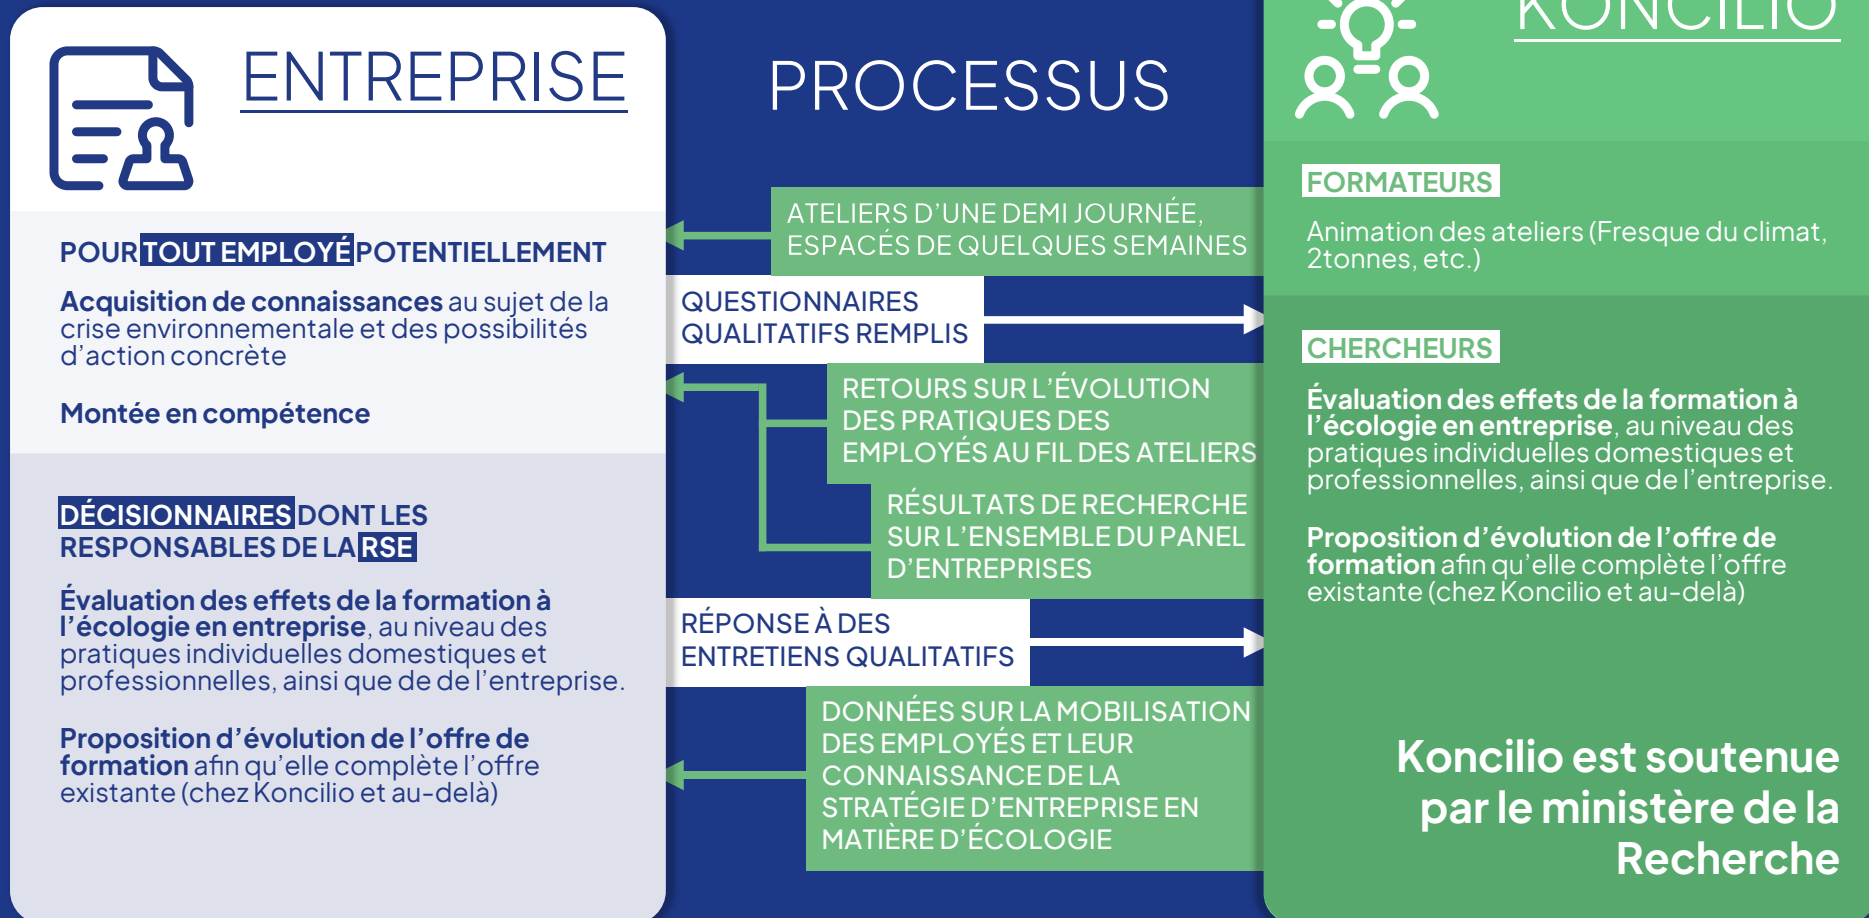 ENTREPRISE
POUR TOUT EMPLOYÉ POTENTIELLEMENT
Acquisition de connaissances au sujet de la
crise environnementale et des possibilités
d’action concrète
Montée en compétence
DÉCISIONNAIRES DONT LES
RESPONSABLES DE LA RSE
Évaluation des effets de la formation à
l’écologie en entreprise, au niveau des
pratiques individuelles domestiques et
professionnelles, ainsi que de de l’entreprise.
Proposition d’évolution de l’offre de
formation afin qu’elle complète l’offre
existante (chez Koncilio et au-delà)
PROCESSUS
ATELIERS D’UNE DEMI JOURNÉE,
ESPACÉS DE QUELQUES SEMAINES
QUESTIONNAIRES
QUALITATIFS REMPLIS
RETOURS SUR L’ÉVOLUTION
DES PRATIQUES DES
EMPLOYÉS AU FIL DES ATELIERS
RÉSULTATS DE RECHERCHE
SUR L’ENSEMBLE DU PANEL
D’ENTREPRISES
RÉPONSE À DES
ENTRETIENS QUALITATIFS
DONNÉES SUR LA MOBILISATION
DES EMPLOYÉS ET LEUR
CONNAISSANCE DE LA
STRATÉGIE D’ENTREPRISE EN
MATIÈRE D’ÉCOLOGIE
KONCILIO
FORMATEURS
Animation des ateliers (Fresque du climat,
2tonnes, etc.)
CHERCHEURS
Évaluation des effets de la formation à
l’écologie en entreprise, au niveau des
pratiques individuelles domestiques et
professionnelles, ainsi que de l’entreprise.
Proposition d’évolution de l’offre de
formation afin qu’elle complète l’offre
existante (chez Koncilio et au-delà)
Koncilio est soutenue
par le ministère de la
Recherche